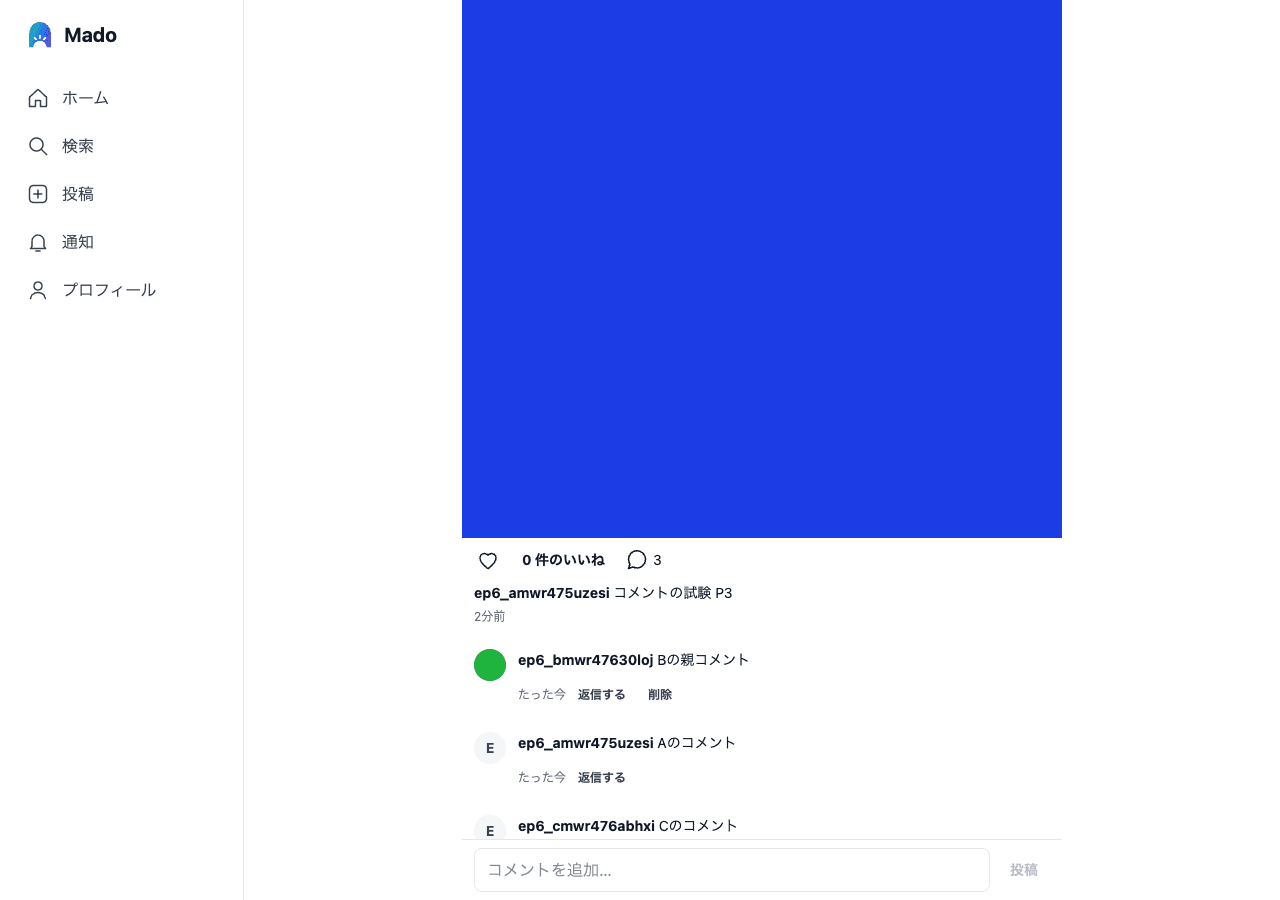 Mado
ホーム
検索
投稿
通知
プロフィール
0 件のいいね 3
ep6_amwr475uzesi コメントの試験 P3
2分前
ep6_bmwr47630loj Bの親コメント
たった今 返信する 削除
E
ep6_amwr475uzesi Aのコメント
たった今 返信する
E
ep6_cmwr476abhxi Cのコメント
コメントを追加... 投稿